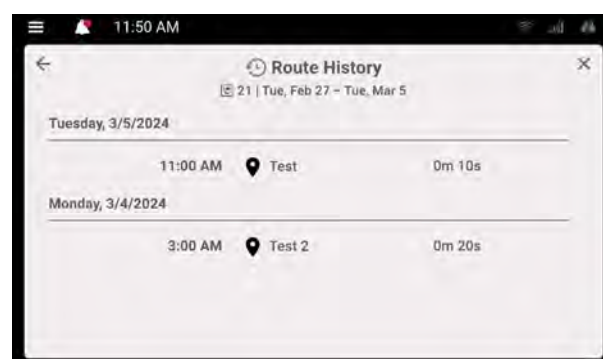 11:50 AM
Route History
21 | Tue, Feb 27 – Tue, Mar 5
Tuesday, 3/5/2024
11:00 AM Test 0m 10s
Monday, 3/4/2024
3:00 AM Test 2 0m 20s